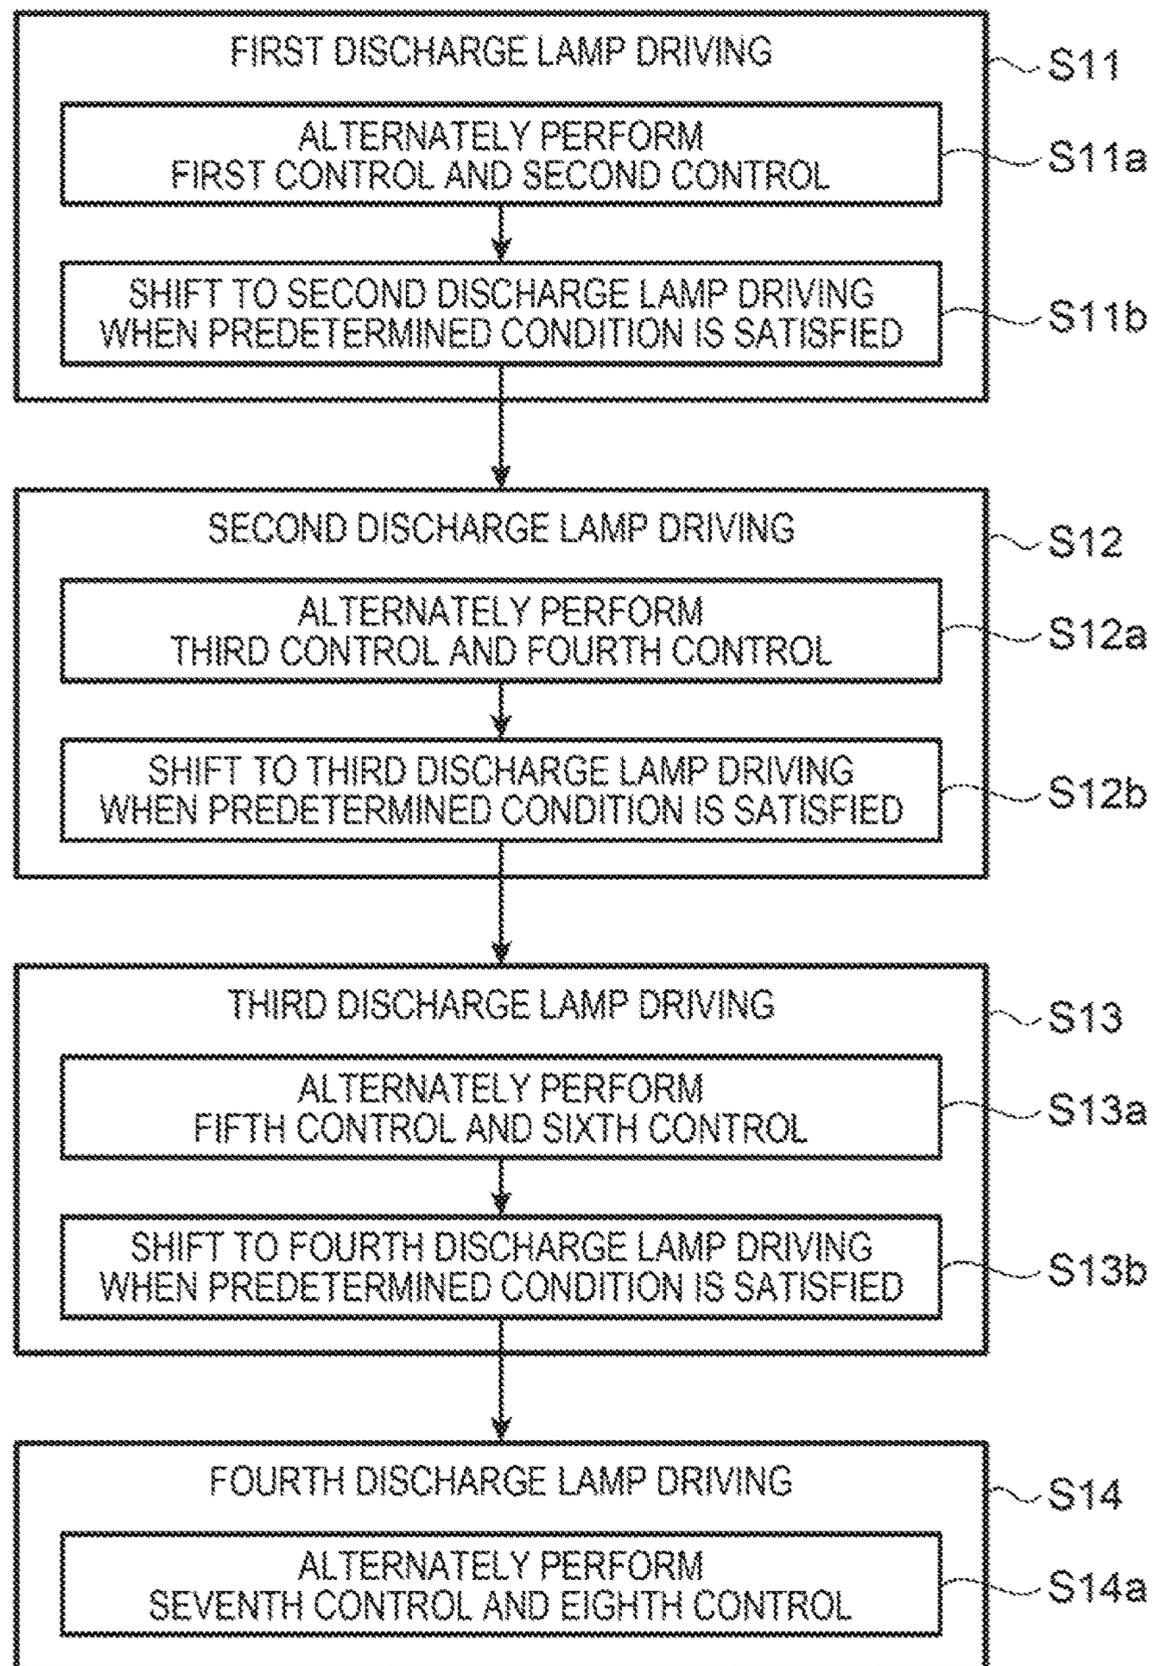 FIRST DISCHARGE LAMP DRIVING
S11
ALTERNATELY PERFORM
FIRST CONTROL AND SECOND CONTROL
S11a
SHIFT TO SECOND DISCHARGE LAMP DRIVING
WHEN PREDETERMINED CONDITION IS SATISFIED
S11b
SECOND DISCHARGE LAMP DRIVING
S12
ALTERNATELY PERFORM
THIRD CONTROL AND FOURTH CONTROL
S12a
SHIFT TO THIRD DISCHARGE LAMP DRIVING
WHEN PREDETERMINED CONDITION IS SATISFIED
S12b
THIRD DISCHARGE LAMP DRIVING
S13
ALTERNATELY PERFORM
FIFTH CONTROL AND SIXTH CONTROL
S13a
SHIFT TO FOURTH DISCHARGE LAMP DRIVING
WHEN PREDETERMINED CONDITION IS SATISFIED
S13b
FOURTH DISCHARGE LAMP DRIVING
S14
ALTERNATELY PERFORM
SEVENTH CONTROL AND EIGHTH CONTROL
S14a